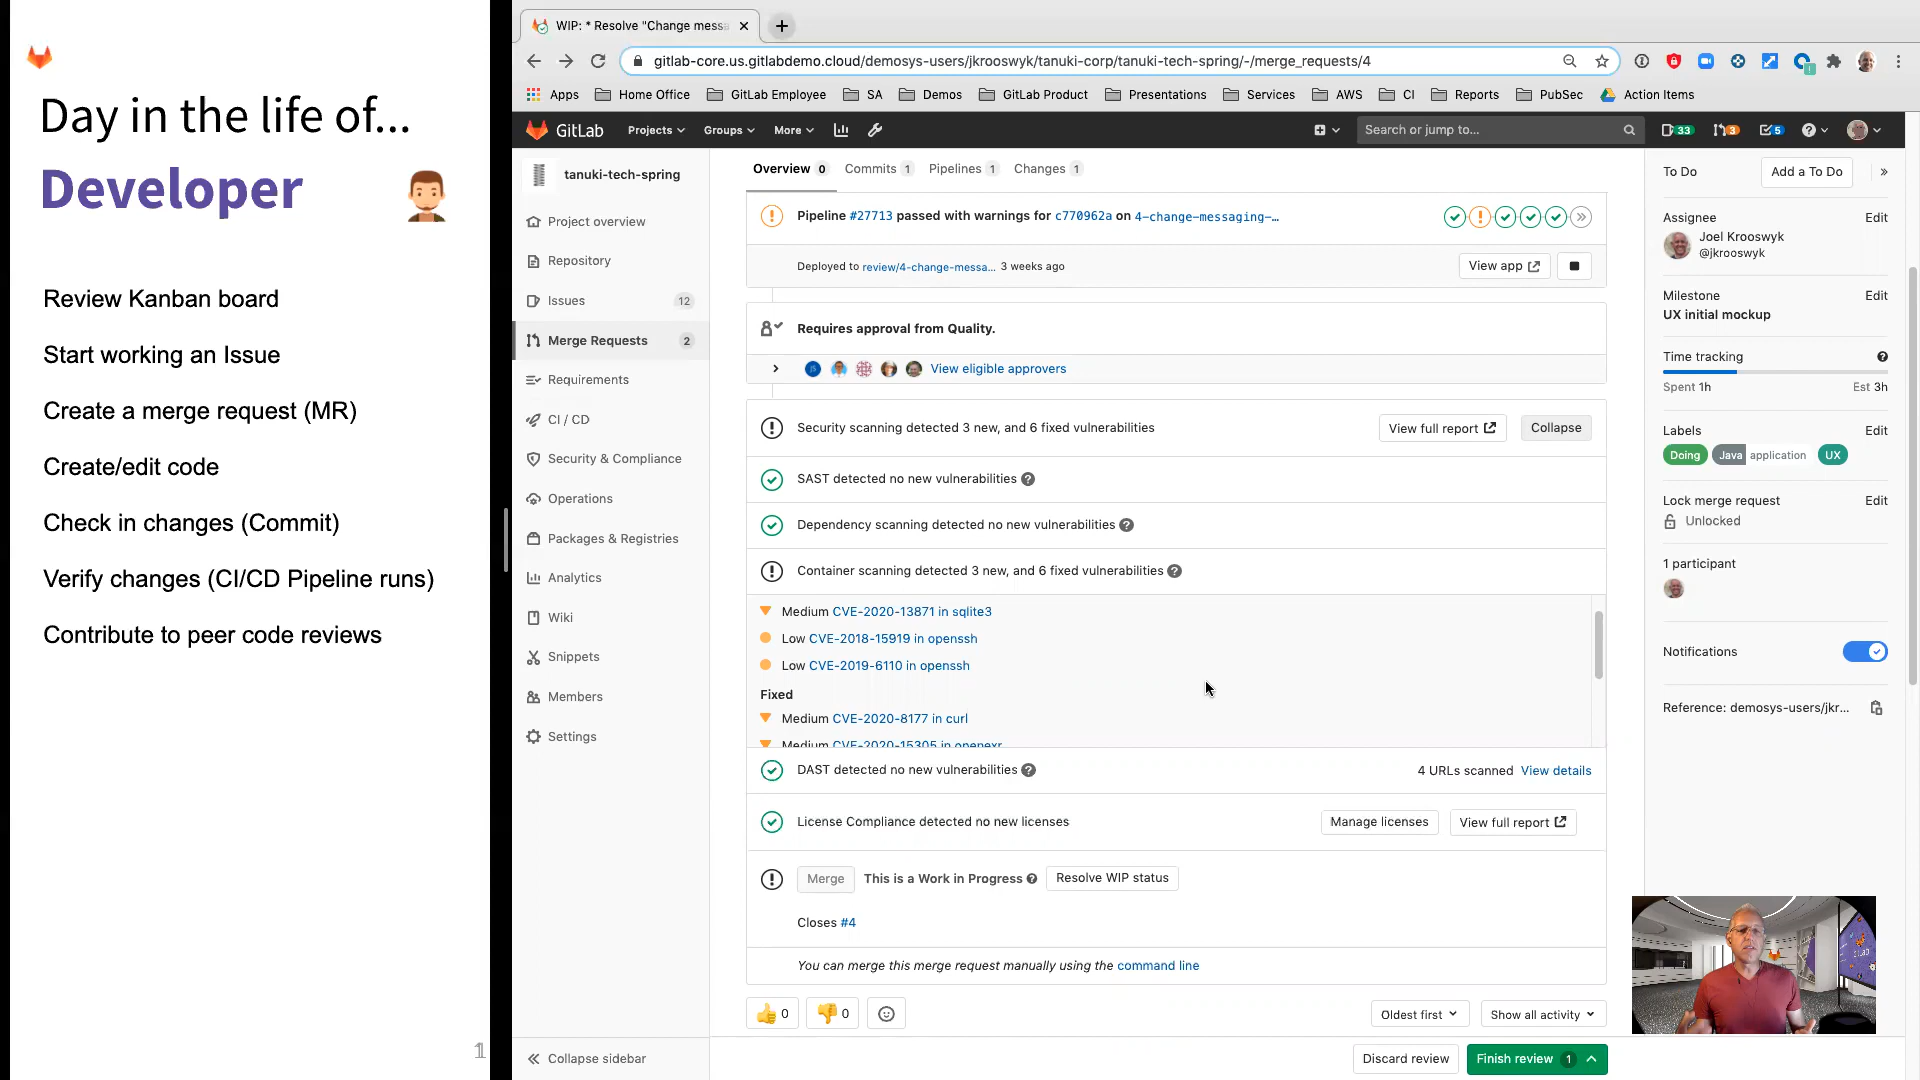 Day in the life of...
Developer
Review Kanban board
Start working an Issue
Create a merge request (MR)
Create/edit code
Check in changes (Commit)
Verify changes (CI/CD Pipeline runs)
Contribute to peer code reviews
1
WIP: * Resolve "Change messa
gitlab-core.us.gitlabdemo.cloud/demosys-users/jkrooswyk/tanuki-corp/tanuki-tech-spring/-/merge_requests/4
Apps Home Office GitLab Employee SA Demos GitLab Product Presentations Services AWS CI Reports PubSec Action Items
GitLab Projects Groups More Search or jump to... 33 3 5
tanuki-tech-spring
Project overview
Repository
Issues 12
Merge Requests 2
Requirements
CI / CD
Security & Compliance
Operations
Packages & Registries
Analytics
Wiki
Snippets
Members
Settings
Collapse sidebar
Overview 0 Commits 1 Pipelines 1 Changes 1
Pipeline #27713 passed with warnings for c770962a on 4-change-messaging-…
Deployed to review/4-change-messa... 3 weeks ago View app
Requires approval from Quality.
View eligible approvers
Security scanning detected 3 new, and 6 fixed vulnerabilities View full report Collapse
SAST detected no new vulnerabilities
Dependency scanning detected no new vulnerabilities
Container scanning detected 3 new, and 6 fixed vulnerabilities
Medium CVE-2020-13871 in sqlite3
Low CVE-2018-15919 in openssh
Low CVE-2019-6110 in openssh
Fixed
Medium CVE-2020-8177 in curl
Medium CVE-2020-15305 in openexr
DAST detected no new vulnerabilities 4 URLs scanned View details
License Compliance detected no new licenses Manage licenses View full report
Merge This is a Work in Progress Resolve WIP status
Closes #4
You can merge this merge request manually using the command line
0 0 Oldest first Show all activity
Discard review Finish review 1
To Do Add a To Do
Assignee Edit
Joel Krooswyk
@jkrooswyk
Milestone Edit
UX initial mockup
Time tracking
Spent 1h Est 3h
Labels Edit
Doing Java application UX
Lock merge request Edit
Unlocked
1 participant
Notifications
Reference: demosys-users/jkr...